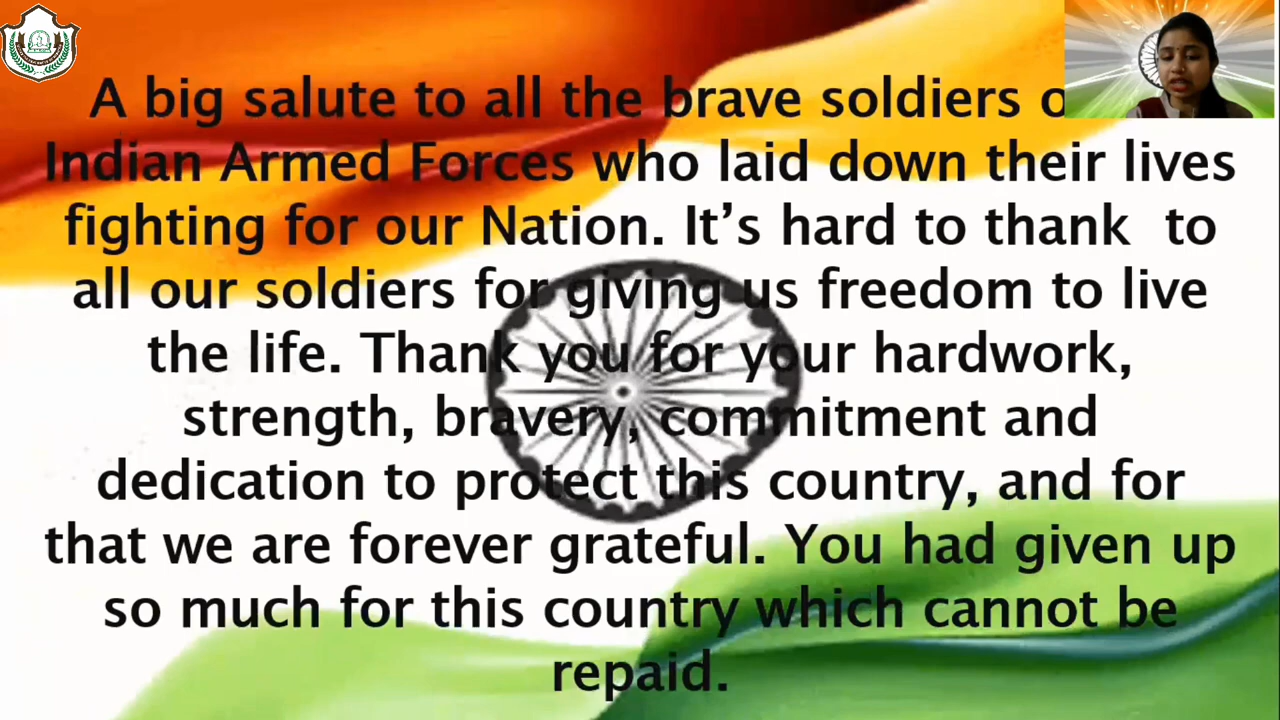 A big salute to all the brave soldiers
Indian Armed Forces who laid down their lives
fighting for our Nation. It’s hard to thank to
all our soldiers for giving us freedom to live
the life. Thank you for your hardwork,
strength, bravery, commitment and
dedication to protect this country, and for
that we are forever grateful. You had given up
so much for this country which cannot be
repaid.